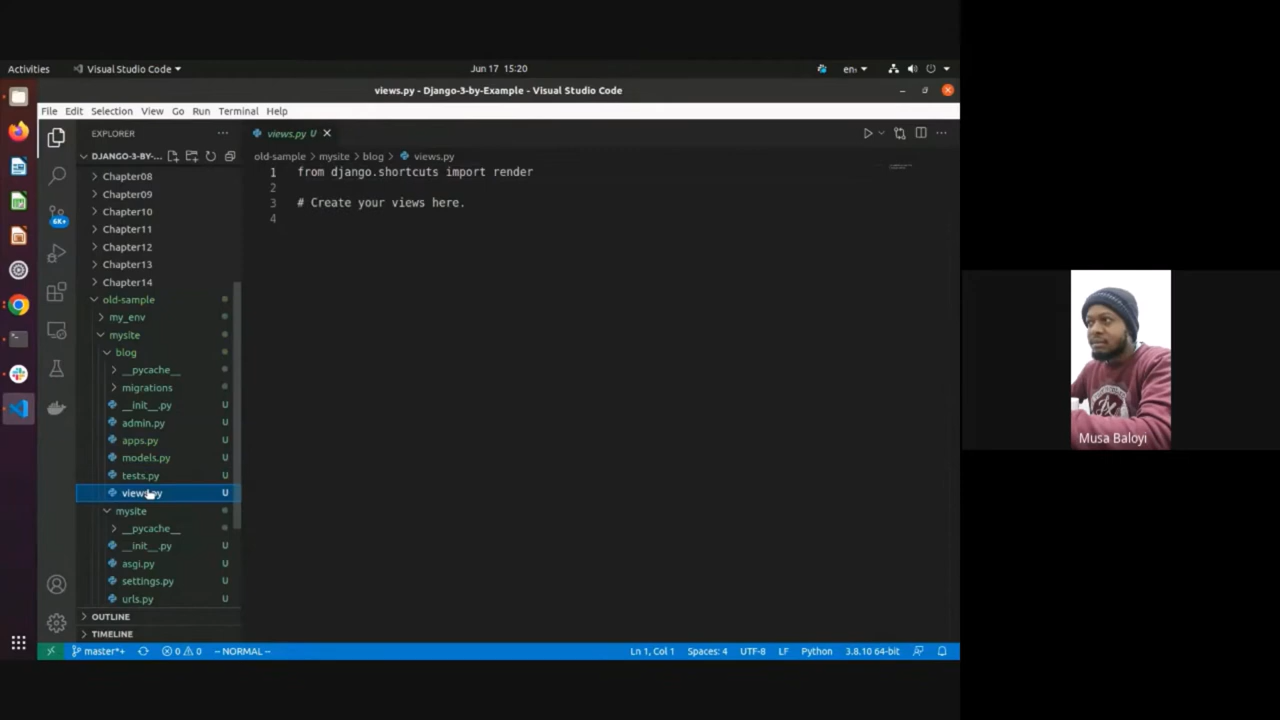 Activities
Visual Studio Code
Jun 17 15:20
en₁
views.py - Django-3-by-Example - Visual Studio Code
File Edit Selection View Go Run Terminal Help
EXPLORER
DJANGO-3-BY-...
Chapter08
Chapter09
Chapter10
Chapter11
Chapter12
Chapter13
Chapter14
old-sample
my_env
mysite
blog
__pycache__
migrations
__init__.py U
admin.py U
apps.py U
models.py U
tests.py U
views.py U
mysite
__pycache__
__init__.py U
asgi.py U
settings.py U
urls.py U
OUTLINE
TIMELINE
6K+
views.py U
old-sample > mysite > blog > views.py
1 from django.shortcuts import render
2
3 # Create your views here.
4
master*+ 0 0 -- NORMAL --
Ln 1, Col 1 Spaces: 4 UTF-8 LF Python 3.8.10 64-bit
Musa Baloyi